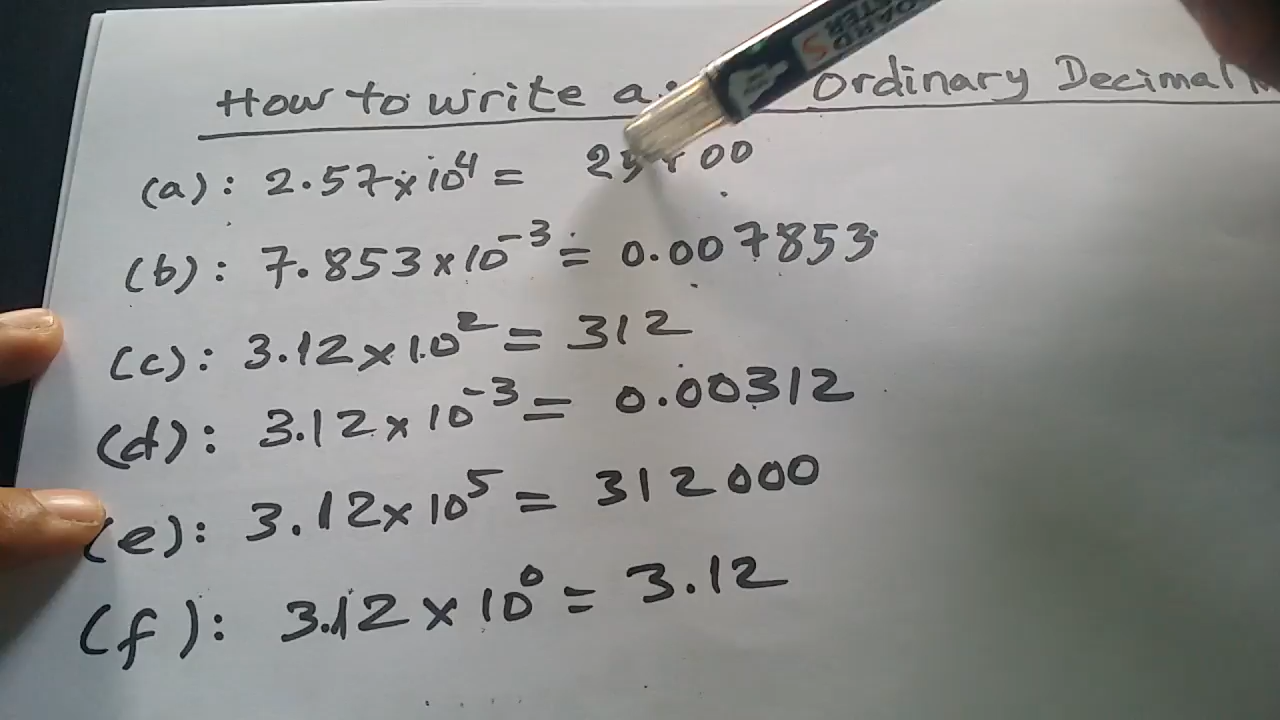 How to write a Ordinary Decimal
(a): 2.57×10⁴ = 25700
(b): 7.853×10⁻³ = 0.007853
(c): 3.12×10² = 312
(d): 3.12×10⁻³ = 0.00312
(e): 3.12×10⁵ = 312000
(f): 3.12×10⁰ = 3.12